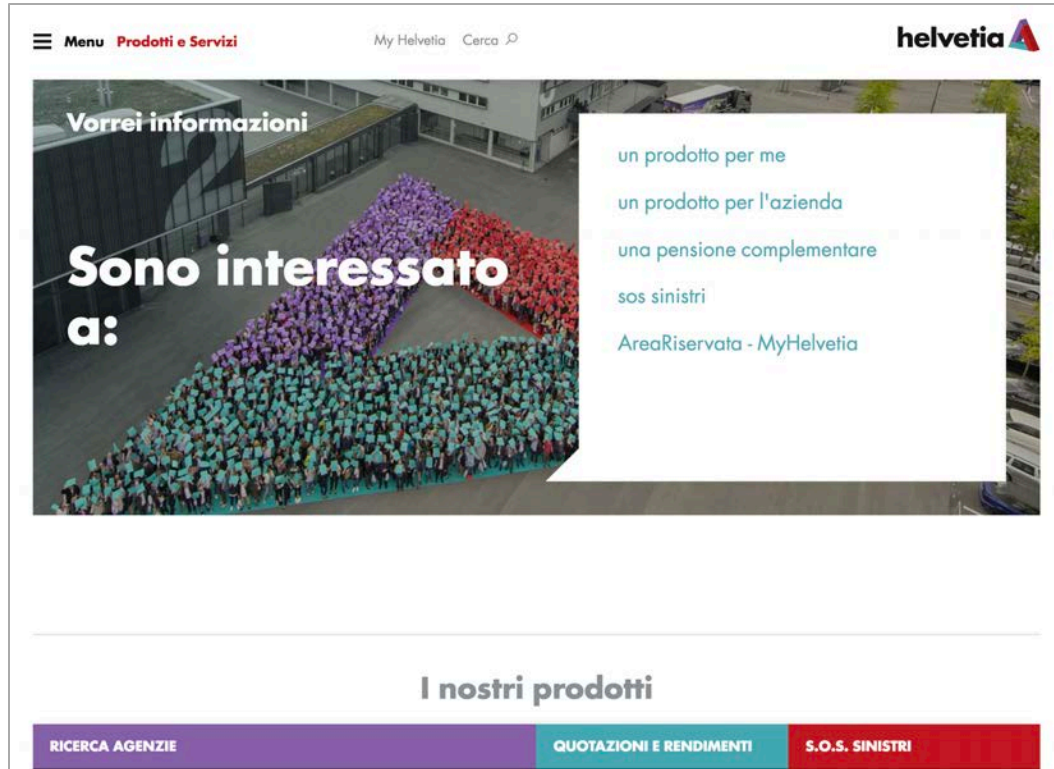 Menu Prodotti e Servizi My Helvetia Cerca helvetia
Vorrei informazioni
Sono interessato
a:
un prodotto per me
un prodotto per l'azienda
una pensione complementare
sos sinistri
AreaRiservata - MyHelvetia
2
I nostri prodotti
RICERCA AGENZIE QUOTAZIONI E RENDIMENTI S.O.S. SINISTRI